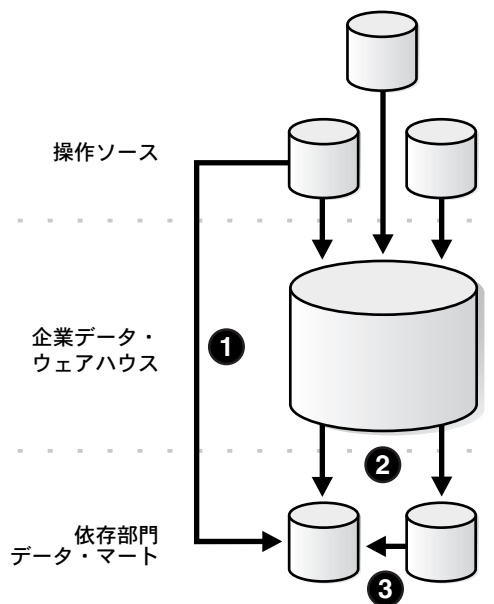 操作ソース
企業データ・
ウェアハウス
1
2
依存部門
データ・マート
3